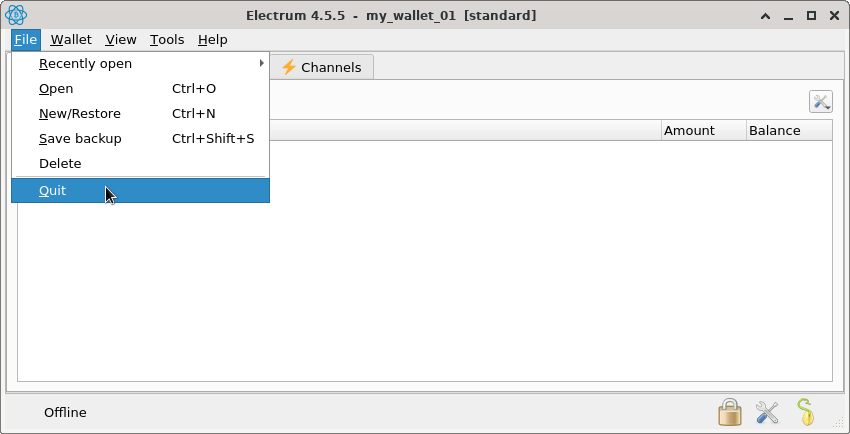 Electrum 4.5.5 - my_wallet_01 [standard]
File Wallet View Tools Help
Recently open
Channels
Open Ctrl+O
New/Restore Ctrl+N
Save backup Ctrl+Shift+S
Amount Balance
Delete
Quit
Offline